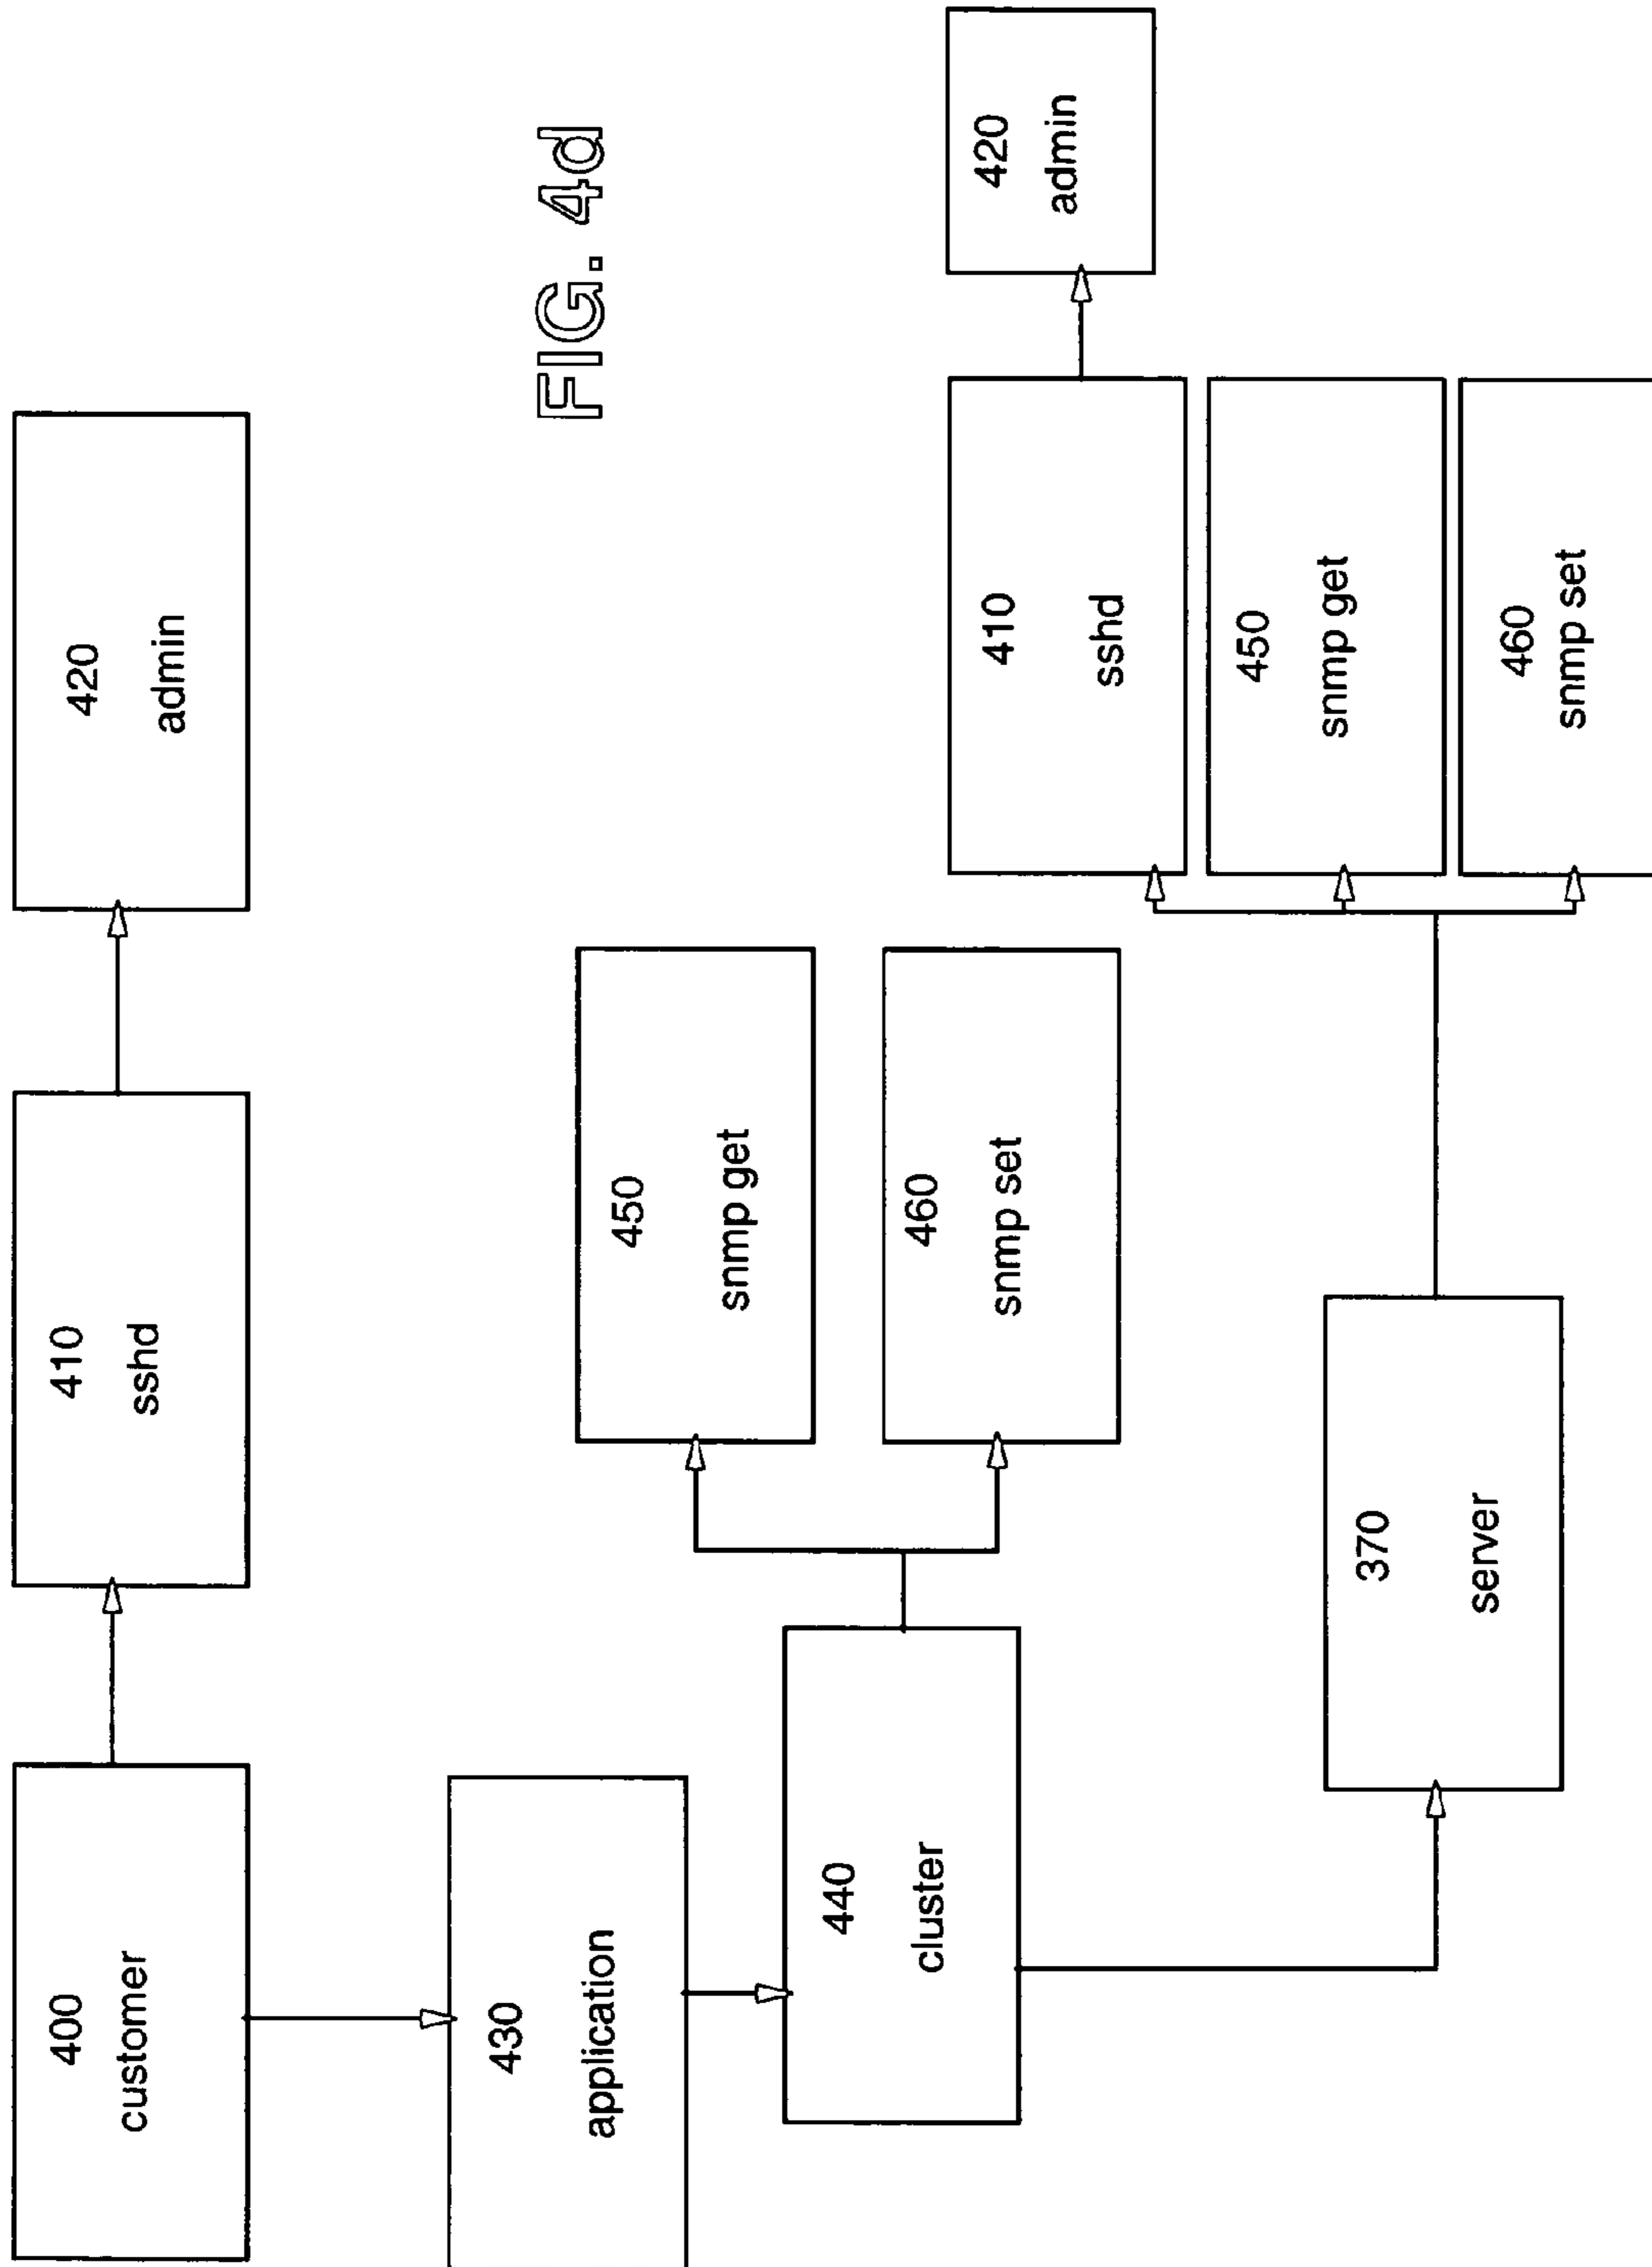 400
customer
410
sshd
420
admin
430
application
FIG. 4d
450
snmp get
440
cluster
460
snmp set
410
sshd
420
admin
450
snmp get
370
server
460
snmp set